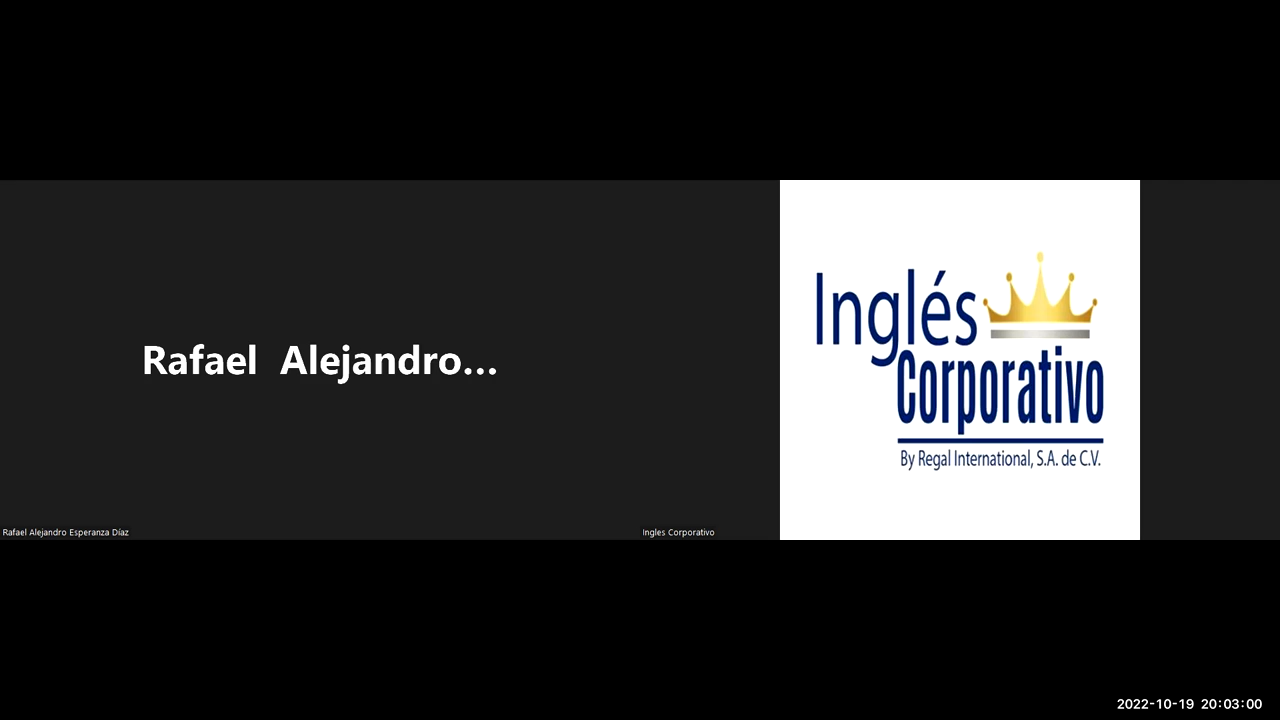 Rafael Alejandro...
Rafael Alejandro Esperanza Díaz
Inglés
Corporativo
By Regal International, S.A. de C.V.
Ingles Corporativo
2022-10-19 20:03:00